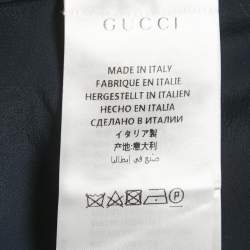 GUCCI
MADE IN ITALY
FABRIQUE EN ITALIE
HERGESTELLT IN ITALIEN
HECHO EN ITALIA
СДЕЛАНО В ИТАЛИИ
イタリア製
产地:意大利
صنع في إيطاليا
P